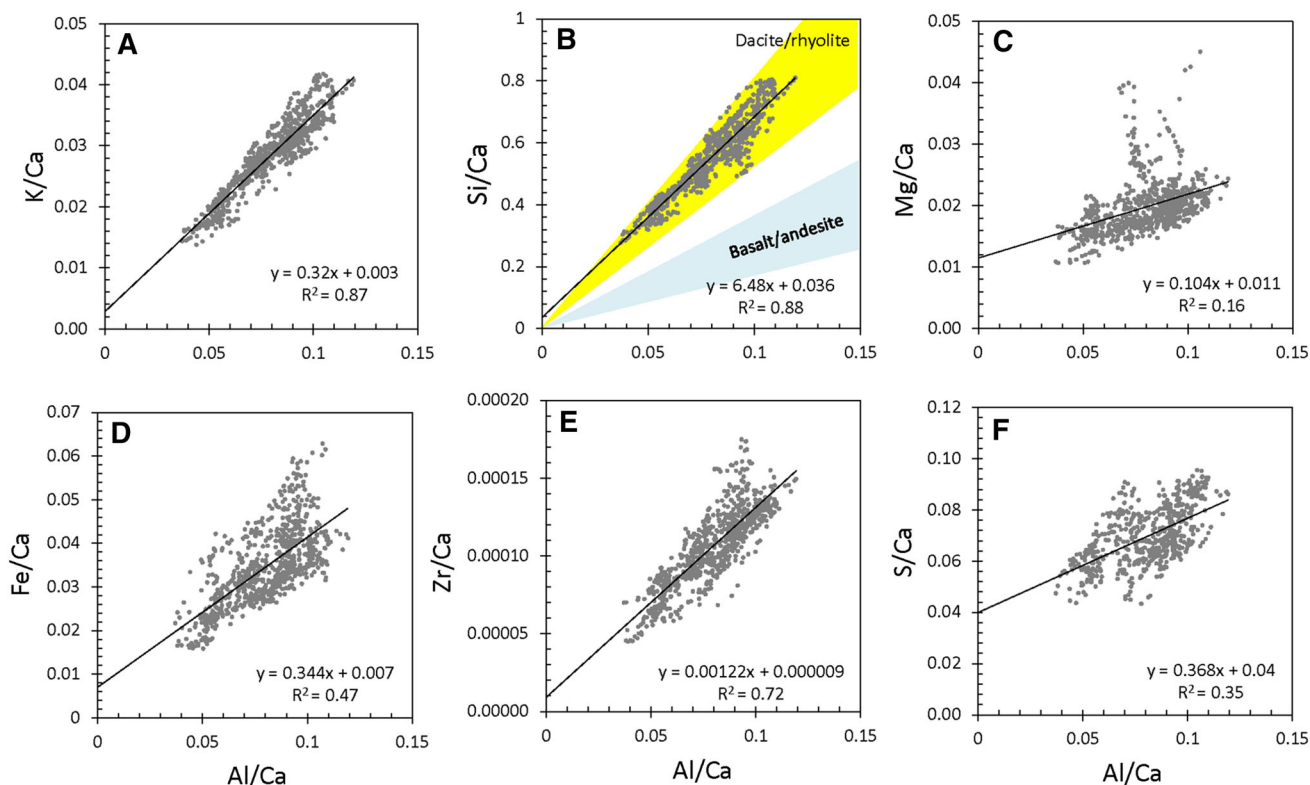 A
K/Ca
0.05
0.04
0.03
0.02
0.01
0.00
y = 0.32x + 0.003
R² = 0.87
0
0.05
0.1
0.15
B
Dacite/rhyolite
Si/Ca
1
0.8
0.6
0.4
0.2
0
Basalt/andesite
y = 6.48x + 0.036
R² = 0.88
0
0.05
0.1
0.15
C
Mg/Ca
0.05
0.04
0.03
0.02
0.01
0.00
y = 0.104x + 0.011
R² = 0.16
0
0.05
0.1
0.15
D
Fe/Ca
0.07
0.06
0.05
0.04
0.03
0.02
0.01
0
y = 0.344x + 0.007
R² = 0.47
0
0.05
0.1
0.15
Al/Ca
E
Zr/Ca
0.00020
0.00015
0.00010
0.00005
0.00000
y = 0.00122x + 0.000009
R² = 0.72
0
0.05
0.1
0.15
Al/Ca
F
S/Ca
0.12
0.10
0.08
0.06
0.04
0.02
0.00
y = 0.368x + 0.04
R² = 0.35
0
0.05
0.1
0.15
Al/Ca